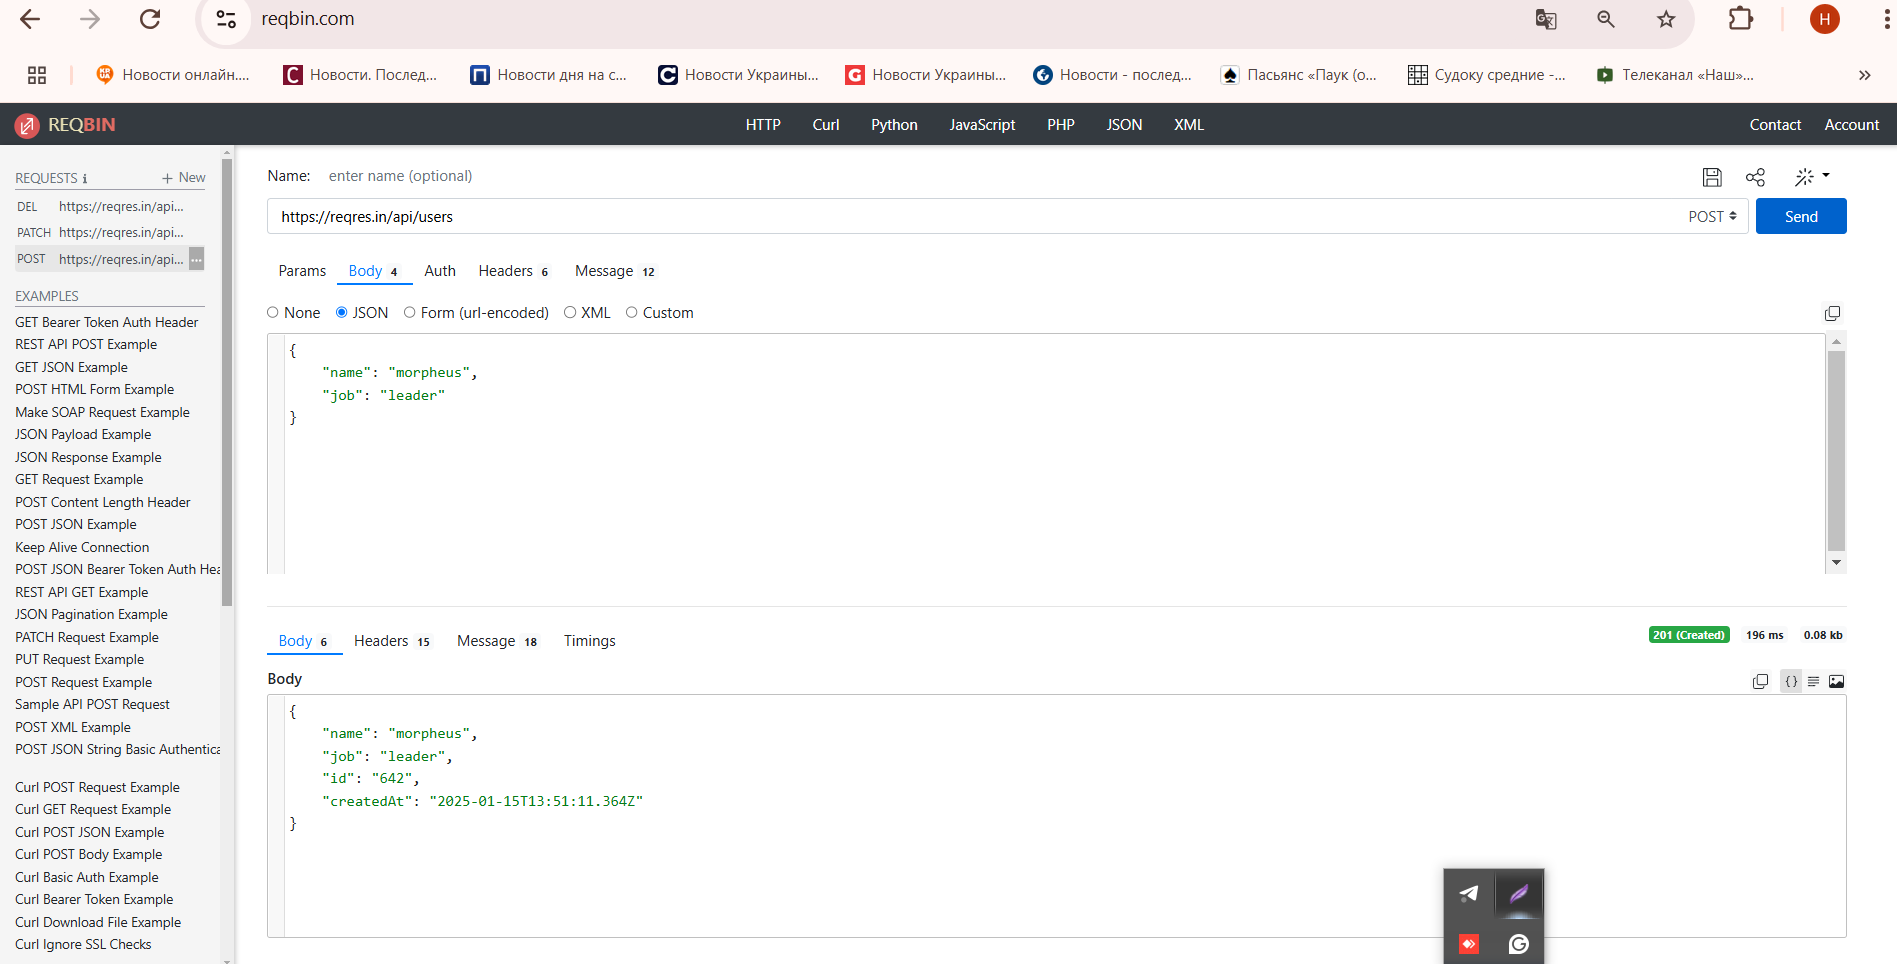 reqbin.com
H
Новости онлайн....
Новости. Послед...
Новости дня на с...
Новости Украины...
Новости Украины...
Новости - послед...
Пасьянс «Паук (о...
Судоку средние -...
Телеканал «Наш»...
REQBIN
HTTP Curl Python JavaScript PHP JSON XML
Contact Account
REQUESTS + New
DEL https://reqres.in/api...
PATCH https://reqres.in/api...
POST https://reqres.in/api... ...
EXAMPLES
GET Bearer Token Auth Header
REST API POST Example
GET JSON Example
POST HTML Form Example
Make SOAP Request Example
JSON Payload Example
JSON Response Example
GET Request Example
POST Content Length Header
POST JSON Example
Keep Alive Connection
POST JSON Bearer Token Auth Hea
REST API GET Example
JSON Pagination Example
PATCH Request Example
PUT Request Example
POST Request Example
Sample API POST Request
POST XML Example
POST JSON String Basic Authentica
Curl POST Request Example
Curl GET Request Example
Curl POST JSON Example
Curl POST Body Example
Curl Basic Auth Example
Curl Bearer Token Example
Curl Download File Example
Curl Ignore SSL Checks
Name: enter name (optional)
https://reqres.in/api/users POST Send
Params Body 4 Auth Headers 6 Message 12
None JSON Form (url-encoded) XML Custom
{
"name": "morpheus",
"job": "leader"
}
Body 6 Headers 15 Message 18 Timings
201 (Created) 196 ms 0.08 kb
Body
{
"name": "morpheus",
"job": "leader",
"id": "642",
"createdAt": "2025-01-15T13:51:11.364Z"
}